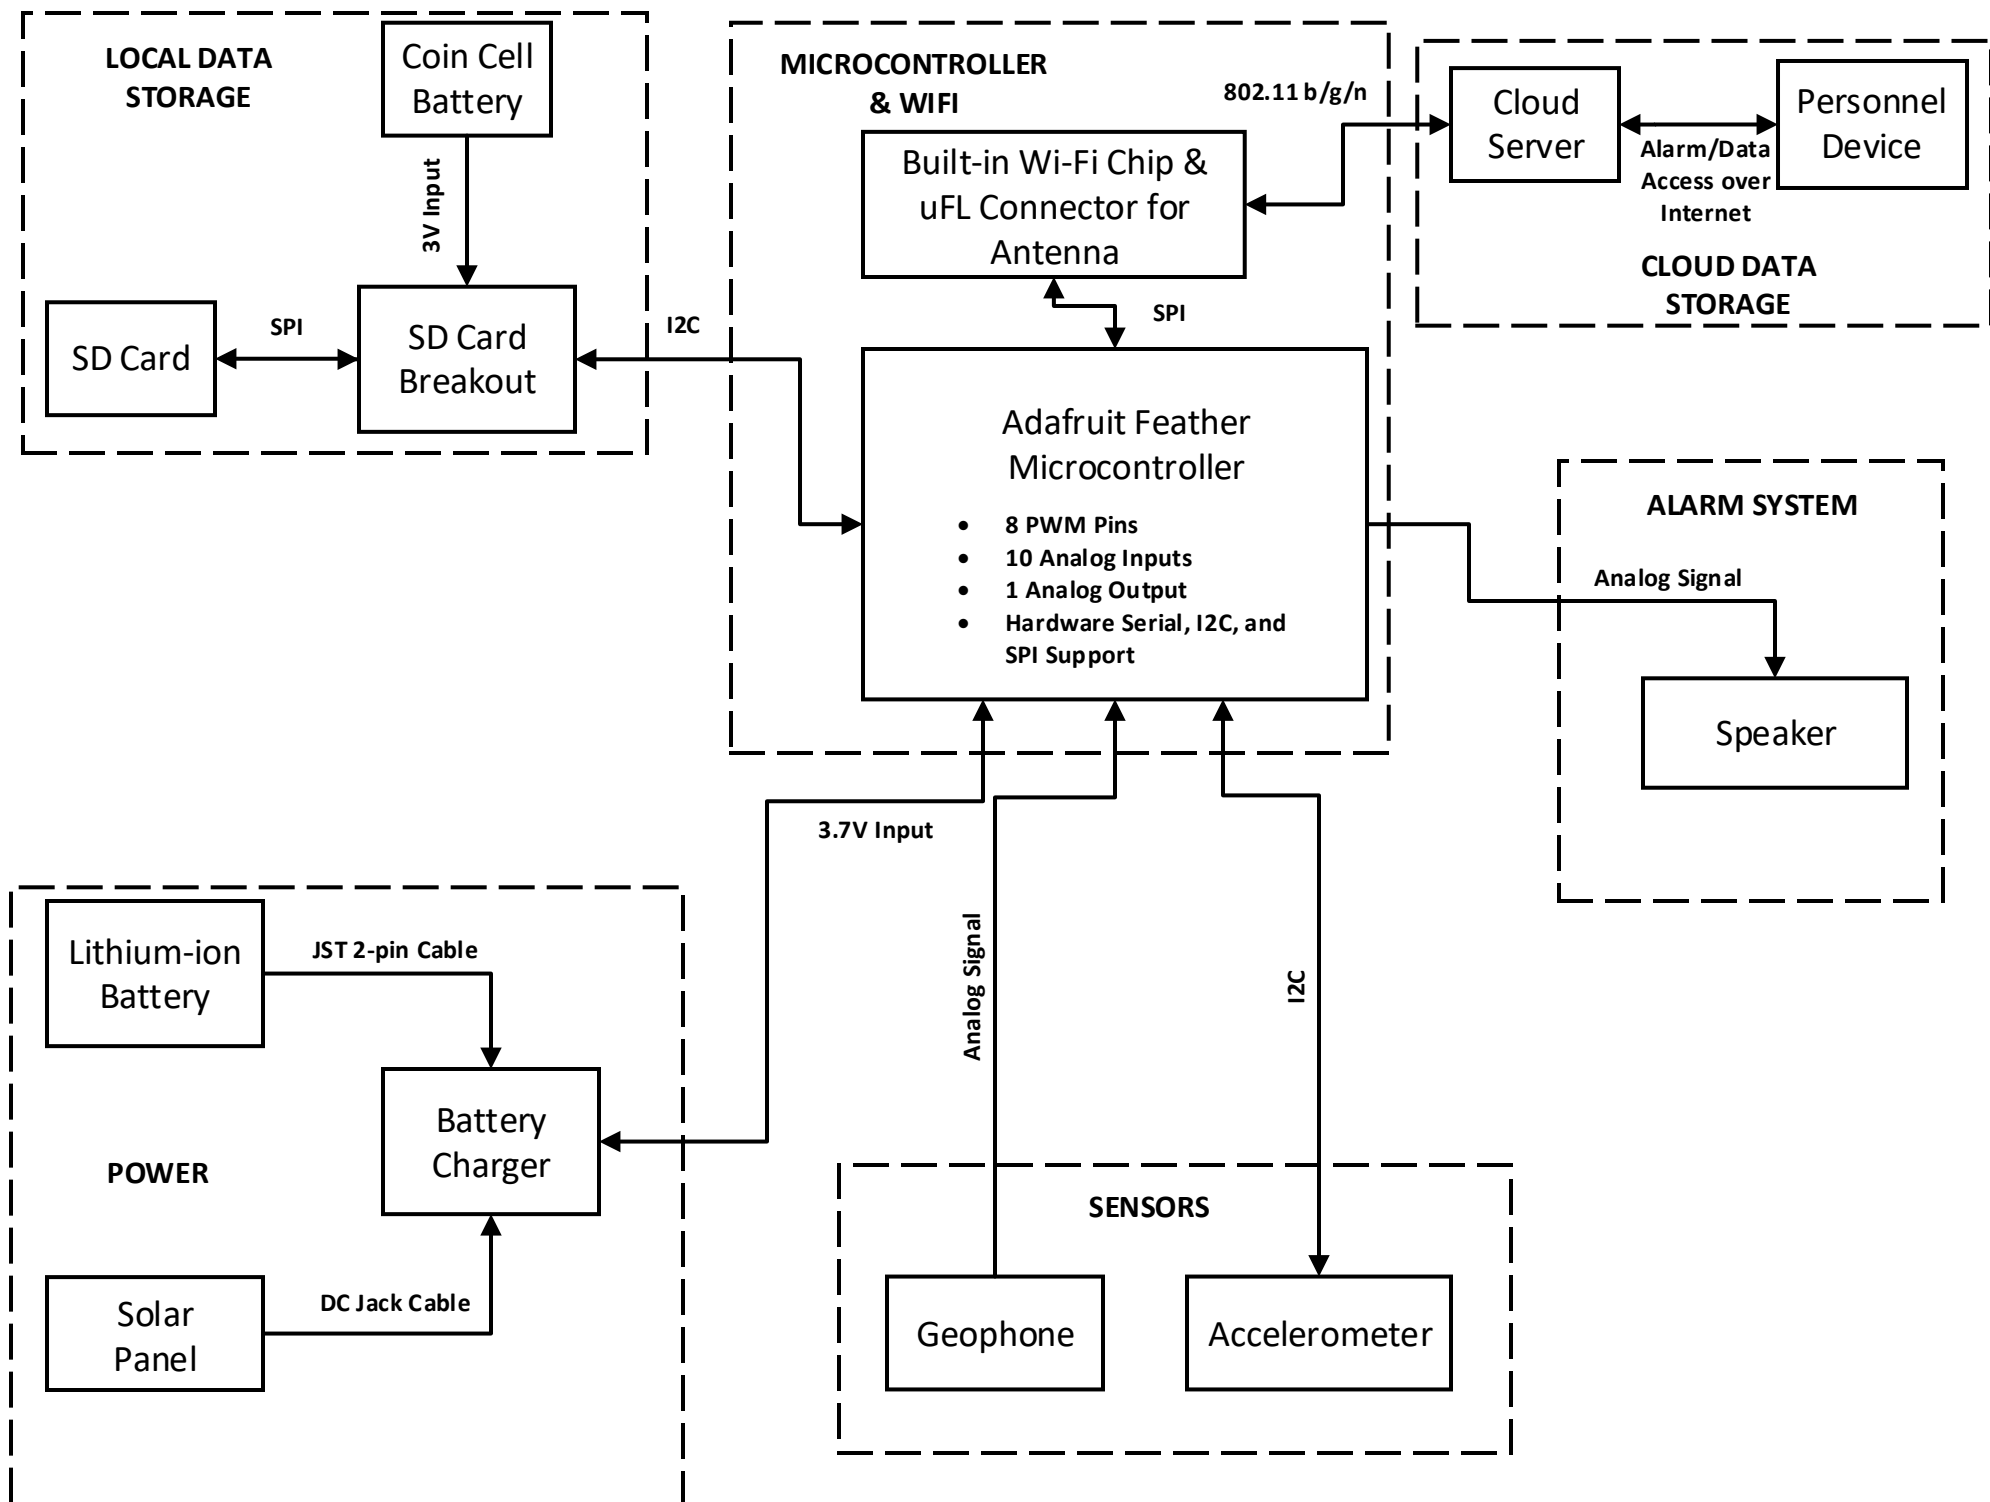 LOCAL DATA
STORAGE
Coin Cell
Battery
3V Input
SD Card
SPI
SD Card
Breakout
I2C
MICROCONTROLLER
& WIFI
802.11 b/g/n
Built-in Wi-Fi Chip &
uFL Connector for
Antenna
SPI
Adafruit Feather
Microcontroller
• 8 PWM Pins
• 10 Analog Inputs
• 1 Analog Output
• Hardware Serial, I2C, and
SPI Support
Cloud
Server
Alarm/Data
Access over
Internet
Personnel
Device
CLOUD DATA
STORAGE
ALARM SYSTEM
Analog Signal
Speaker
3.7V Input
Lithium-ion
Battery
JST 2-pin Cable
Battery
Charger
POWER
Solar
Panel
DC Jack Cable
Analog Signal
I2C
SENSORS
Geophone
Accelerometer